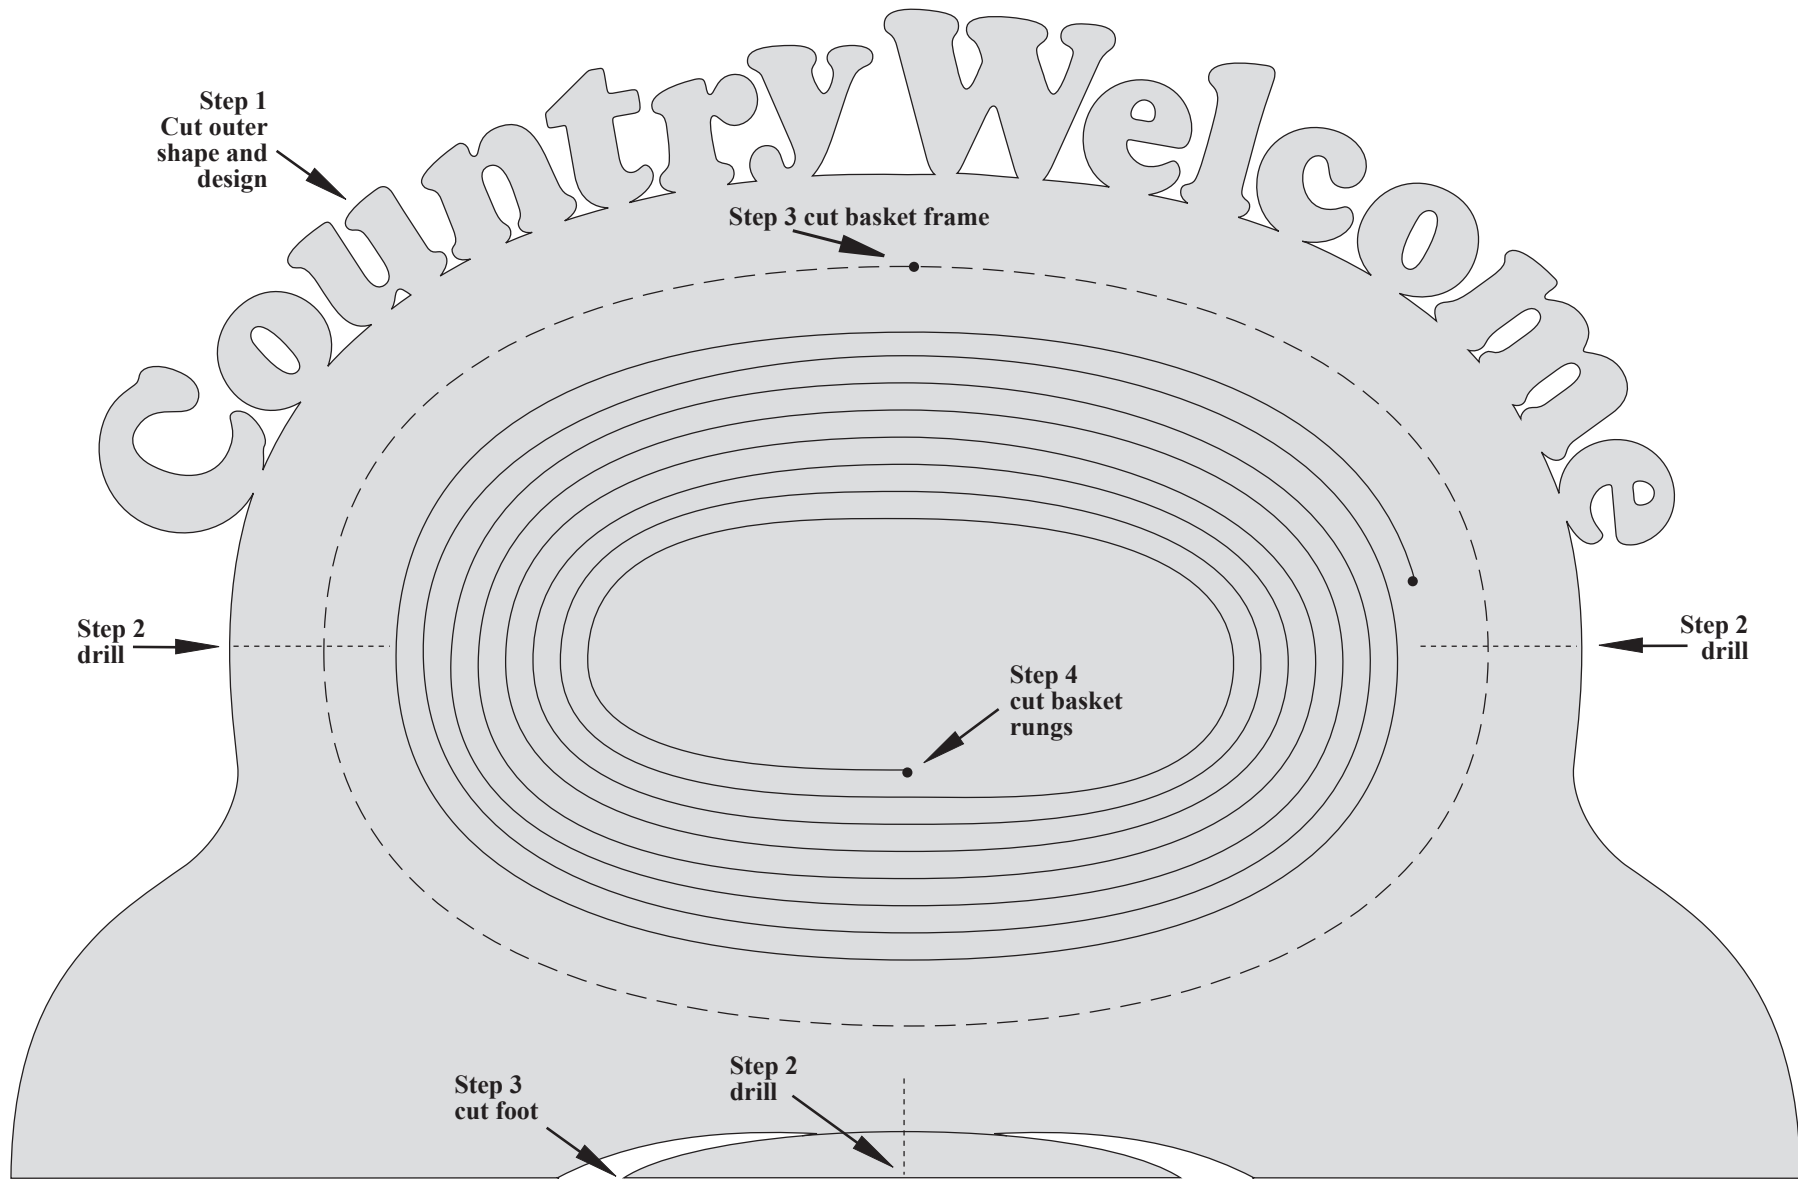 Country Welcome
Step 1
Cut outer
shape and
design
Step 3 cut basket frame
Step 2
drill
Step 2
drill
Step 4
cut basket
rungs
Step 3
cut foot
Step 2
drill